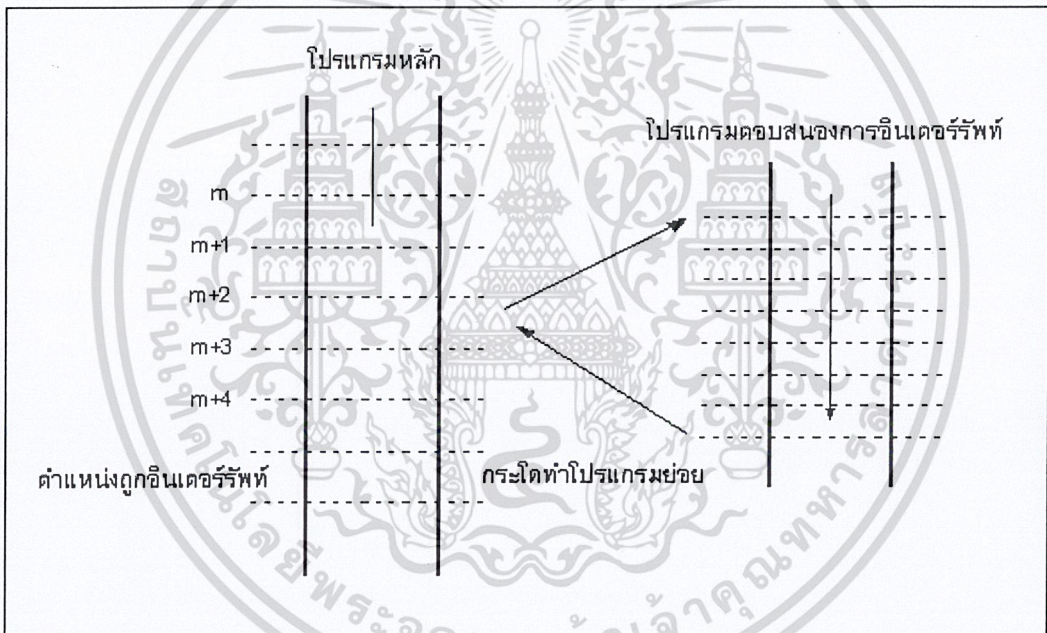 โปรแกรมหลัก
โปรแกรมตอบสนองการอินเตอร์รัพท์
m
m+1
m+2
m+3
m+4
ตำแหน่งถูกอินเตอร์รัพท์
กระโดทำโปรแกรมย่อย